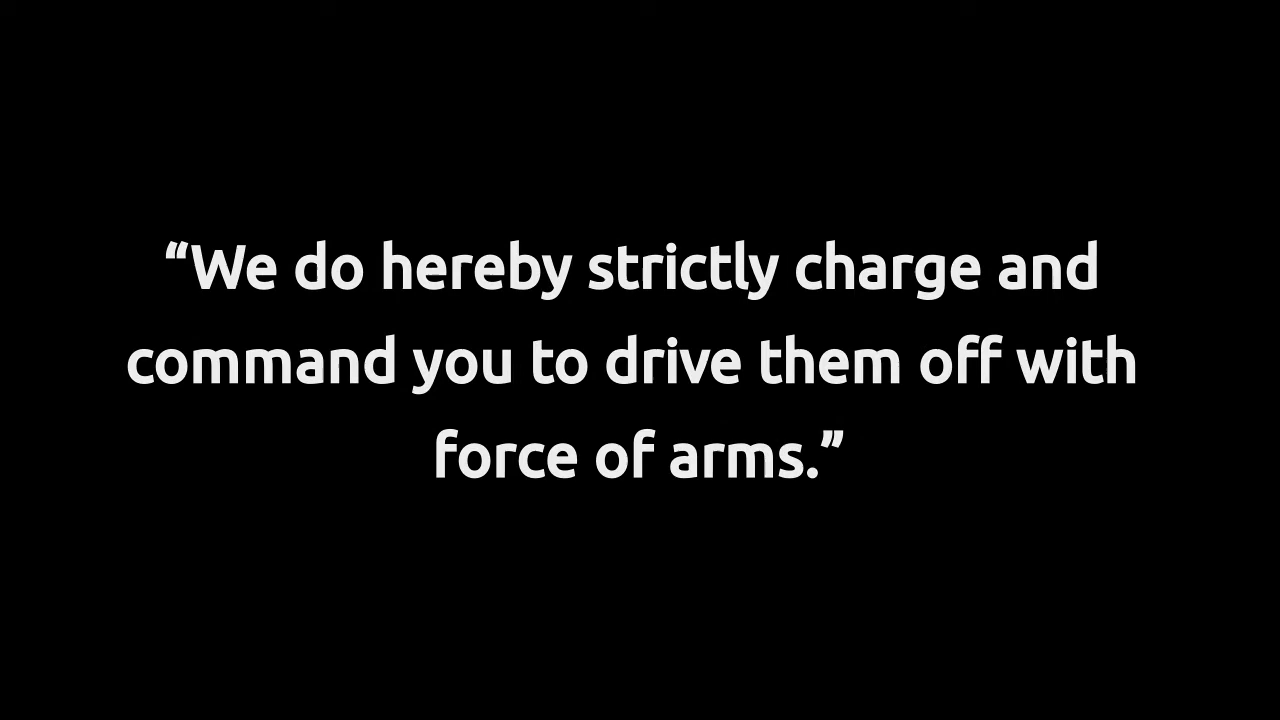 “We do hereby strictly charge and
command you to drive them off with
force of arms.”